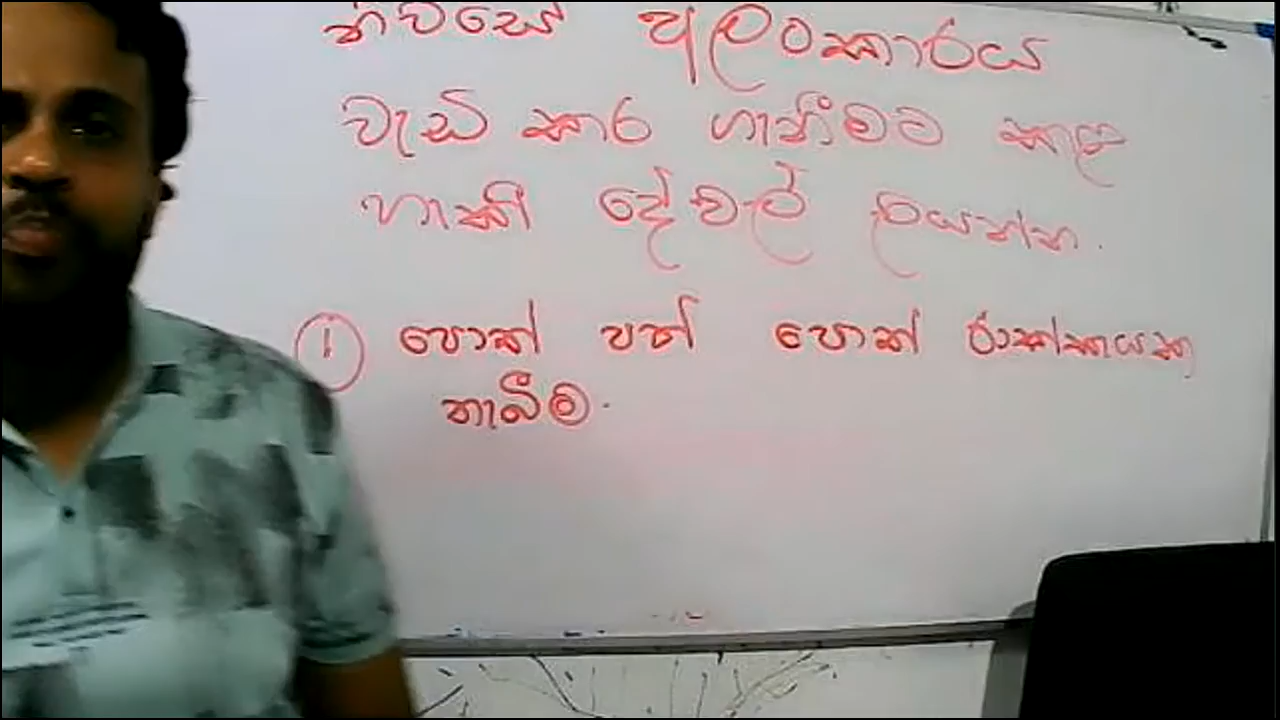 නිවසේ අලංකාරය
වැඩි කර ගැනීමට කළ
හැකි දේවල් ලියන්න.
1 පොත් පත් පොත් රාක්කයක
තැබීම.